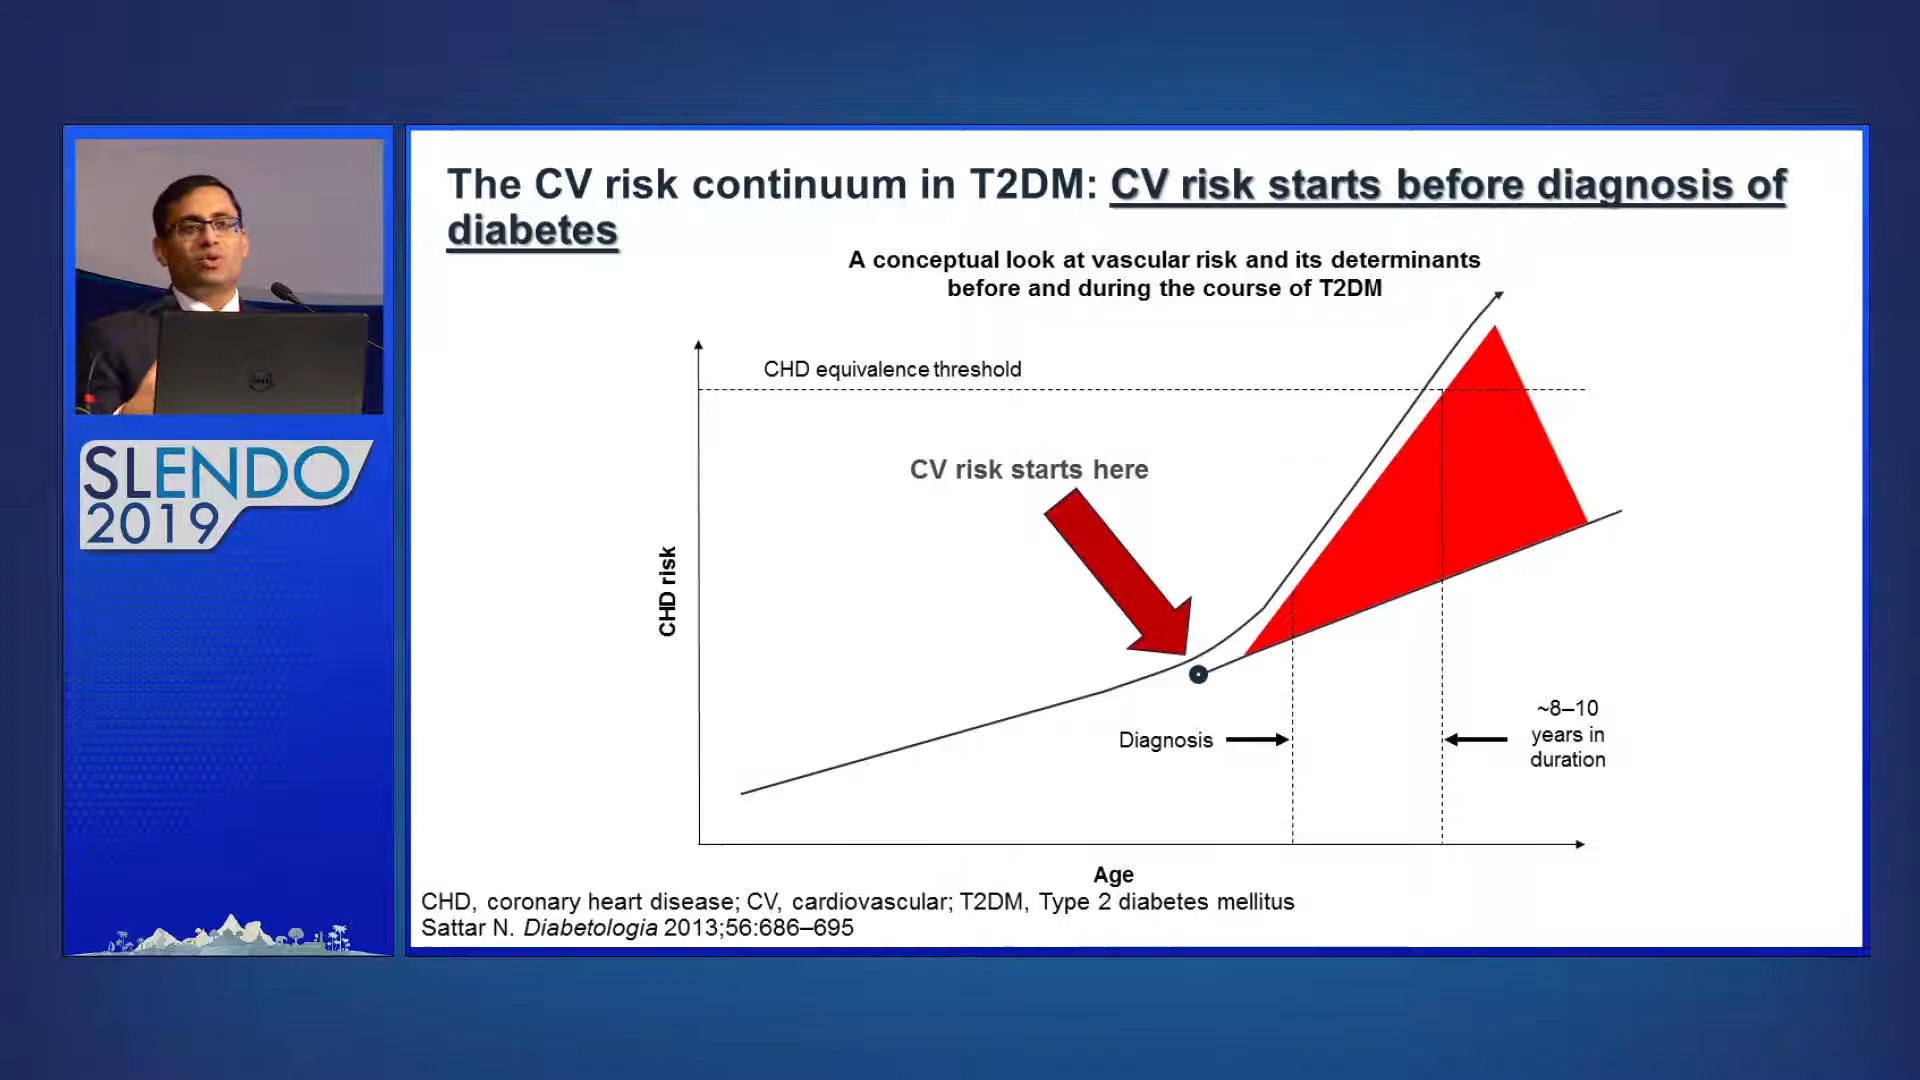 The CV risk continuum in T2DM: CV risk starts before diagnosis of
diabetes
A conceptual look at vascular risk and its determinants
before and during the course of T2DM
CHD equivalence threshold
CV risk starts here
CHD risk
Diagnosis
~8–10
years in
duration
Age
CHD, coronary heart disease; CV, cardiovascular; T2DM, Type 2 diabetes mellitus
Sattar N. Diabetologia 2013;56:686–695
SLENDO
2019